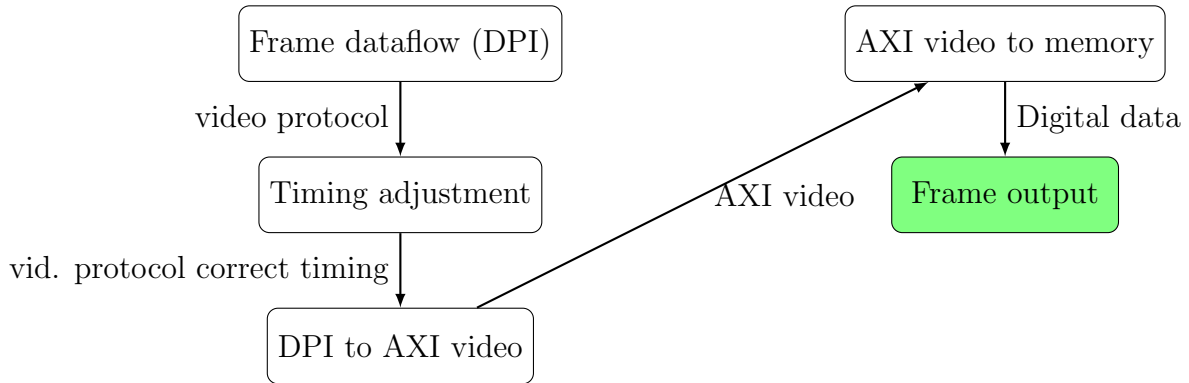 Frame dataflow (DPI)
video protocol
Timing adjustment
vid. protocol correct timing
DPI to AXI video
AXI video
AXI video to memory
Digital data
Frame output